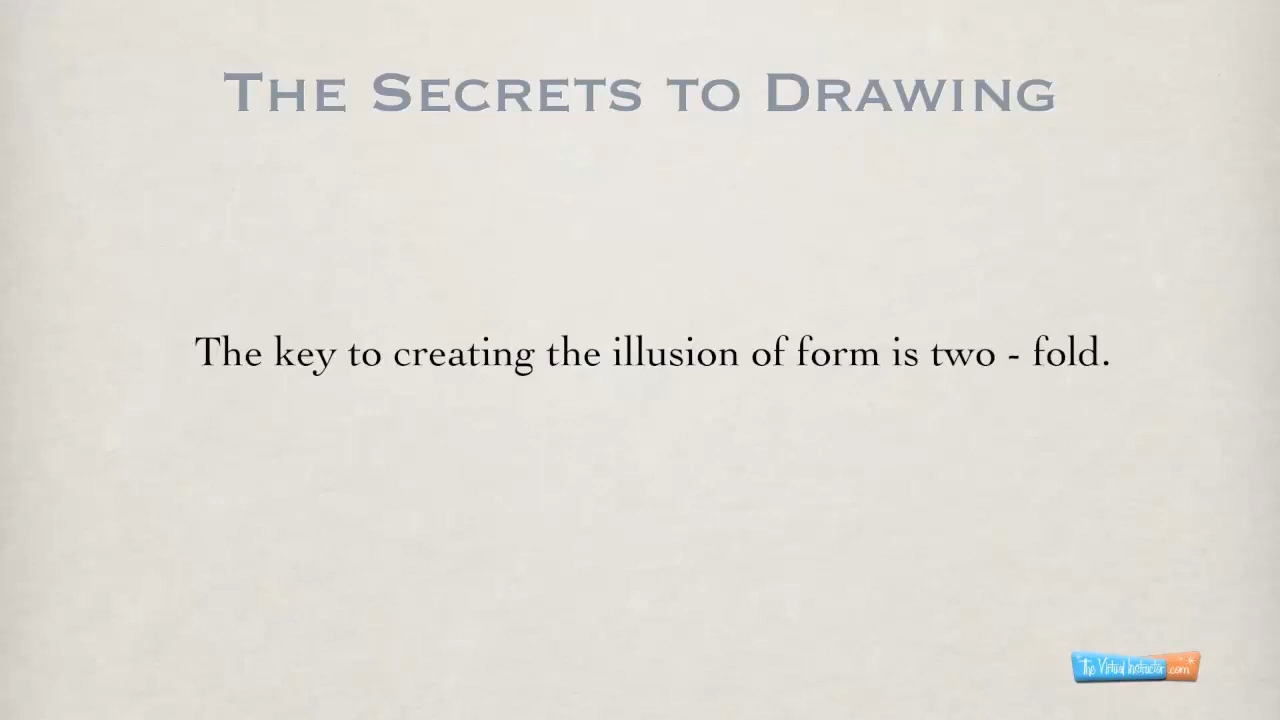 The Secrets to Drawing
The key to creating the illusion of form is two - fold.
The Virtual Instructor.com